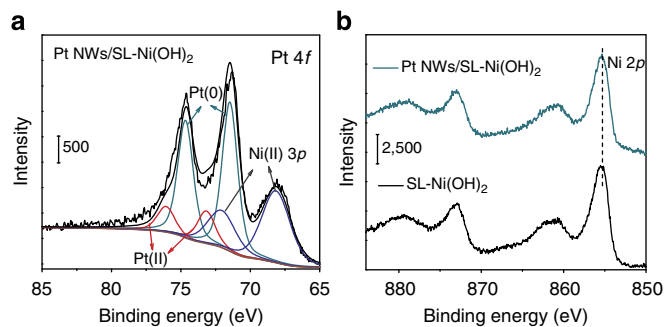 a
Pt NWs/SL-Ni(OH)₂
Pt 4f
Pt(0)
Ni(II) 3p
500
Pt(II)
Intensity
85 80 75 70 65
Binding energy (eV)
b
Ni 2p
Pt NWs/SL-Ni(OH)₂
2,500
SL-Ni(OH)₂
Intensity
880 870 860 850
Binding energy (eV)